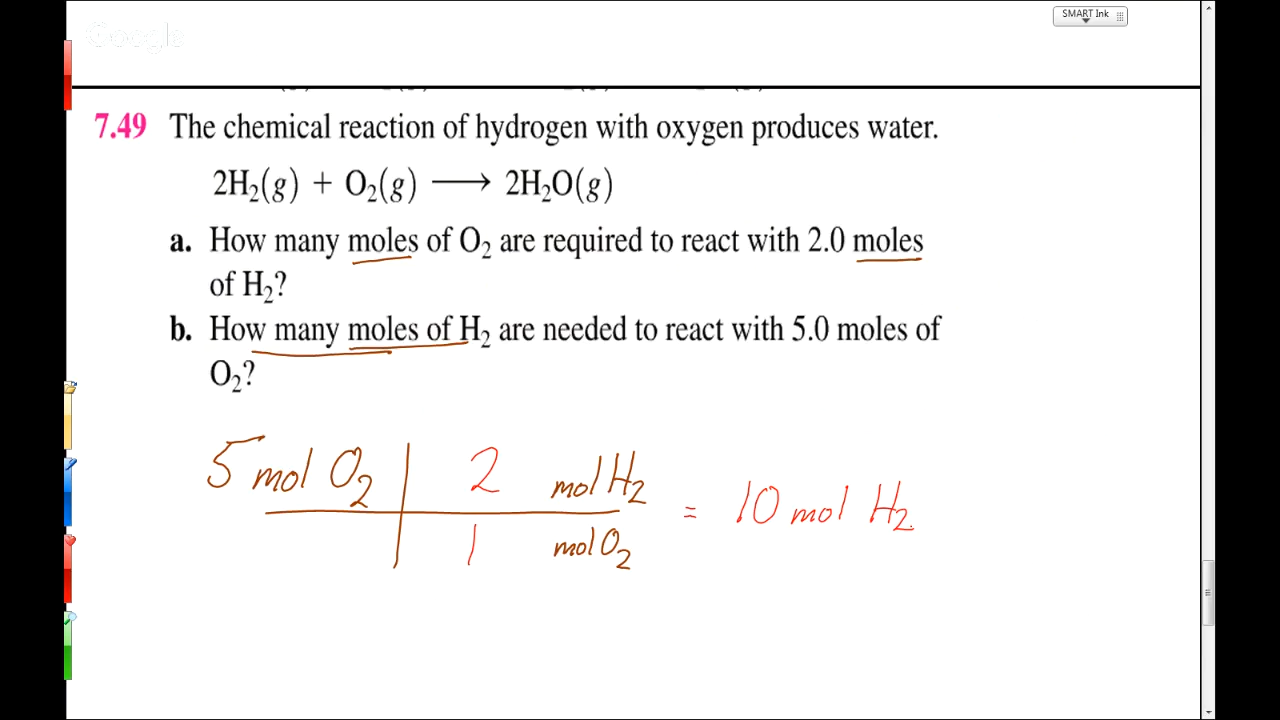 SMART Ink
Google
7.49 The chemical reaction of hydrogen with oxygen produces water.
2H₂(g) + O₂(g) ⟶ 2H₂O(g)
a. How many moles of O₂ are required to react with 2.0 moles
of H₂?
b. How many moles of H₂ are needed to react with 5.0 moles of
O₂?
5 mol O₂ | 2 mol H₂
= 10 mol H₂.
1 mol O₂